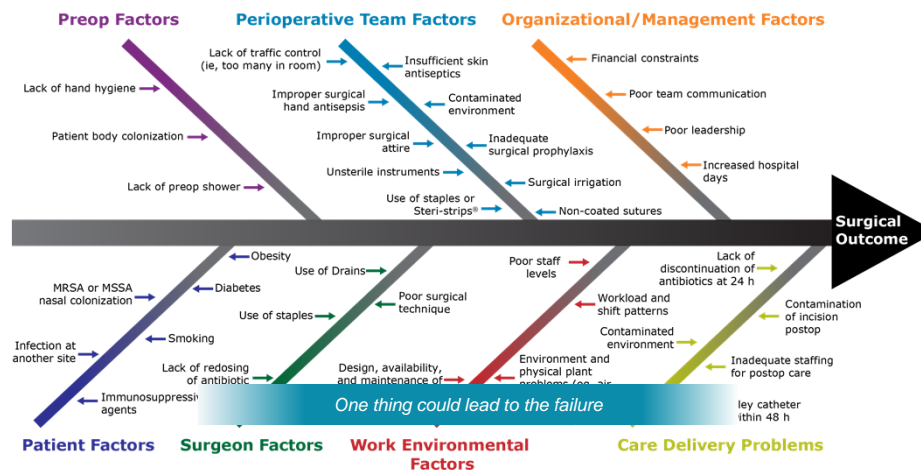 Preop Factors
Perioperative Team Factors
Organizational/Management Factors
Lack of hand hygiene
Patient body colonization
Lack of preop shower
Lack of traffic control
(ie, too many in room)
Improper surgical
hand antisepsis
Improper surgical
attire
Unsterile instruments
Use of staples or
Steri-strips®
Insufficient skin
antiseptics
Contaminated
environment
Inadequate
surgical prophylaxis
Surgical irrigation
Non-coated sutures
Financial constraints
Poor team communication
Poor leadership
Increased hospital
days
Surgical
Outcome
MRSA or MSSA
nasal colonization
Infection at
another site
Obesity
Diabetes
Smoking
Immunosuppressiv
agents
Use of Drains
Use of staples
Lack of redosing
of antibiotic
Poor surgical
technique
Poor staff
levels
Workload and
shift patterns
Design, availability,
and maintenance of
Environment and
physical plant
problems (eg, air
Lack of
discontinuation of
antibiotics at 24 h
Contaminated
environment
Contamination
of incision
postop
Inadequate staffing
for postop care
ley catheter
ithin 48 h
One thing could lead to the failure
Patient Factors
Surgeon Factors
Work Environmental
Factors
Care Delivery Problems